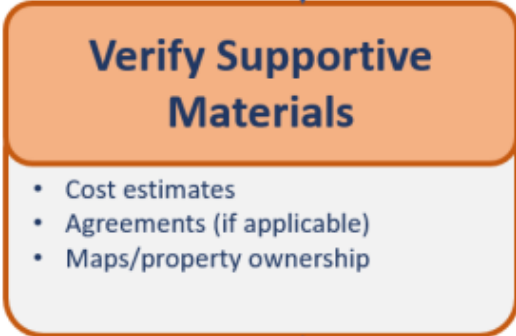 Verify Supportive
Materials
• Cost estimates
• Agreements (if applicable)
• Maps/property ownership